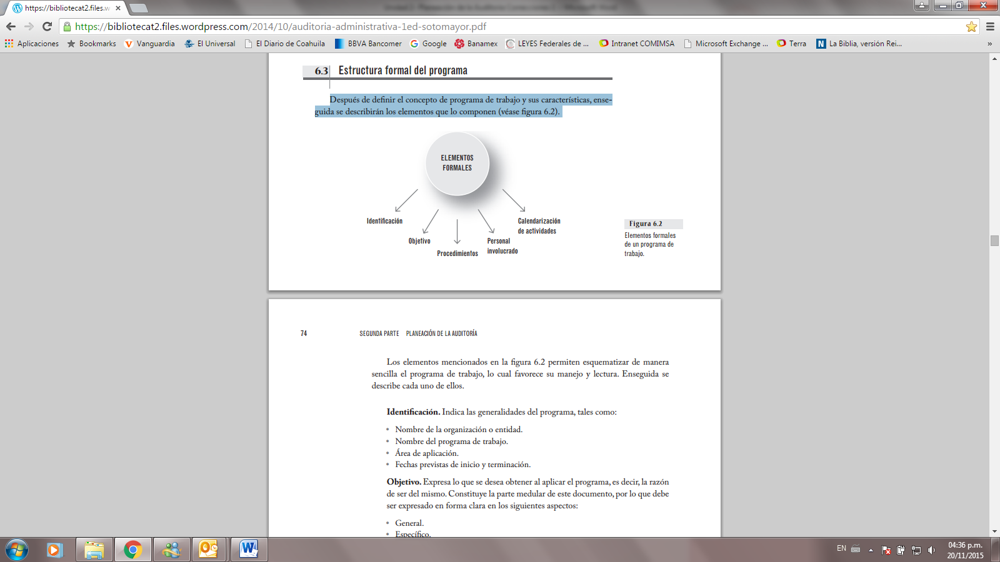 https://bibliotecat2.files.w
https://bibliotecat2.files.wordpress.com/2014/10/auditoria-administrativa-1ed-sotomayor.pdf
Aplicaciones Bookmarks Vanguardia El Universal El Diario de Coahuila BBVA Bancomer Google Banamex LEYES Federales de ... Intranet COMIMSA Microsoft Exchange ... Terra La Biblia, versión Rei... »
6.3 Estructura formal del programa
Después de definir el concepto de programa de trabajo y sus características, ense-
guida se describirán los elementos que lo componen (véase figura 6.2).
ELEMENTOS
FORMALES
Identificación
Objetivo
Procedimientos
Personal
involucrado
Calendarización
de actividades
Figura 6.2
Elementos formales
de un programa de
trabajo.
74 SEGUNDA PARTE PLANEACIÓN DE LA AUDITORÍA
Los elementos mencionados en la figura 6.2 permiten esquematizar de manera
sencilla el programa de trabajo, lo cual favorece su manejo y lectura. Enseguida se
describe cada uno de ellos.
Identificación. Indica las generalidades del programa, tales como:
• Nombre de la organización o entidad.
• Nombre del programa de trabajo.
• Área de aplicación.
• Fechas previstas de inicio y terminación.
Objetivo. Expresa lo que se desea obtener al aplicar el programa, es decir, la razón
de ser del mismo. Constituye la parte medular de este documento, por lo que debe
ser expresado en forma clara en los siguientes aspectos:
• General.
• Específico.
EN
04:36 p.m.
20/11/2015